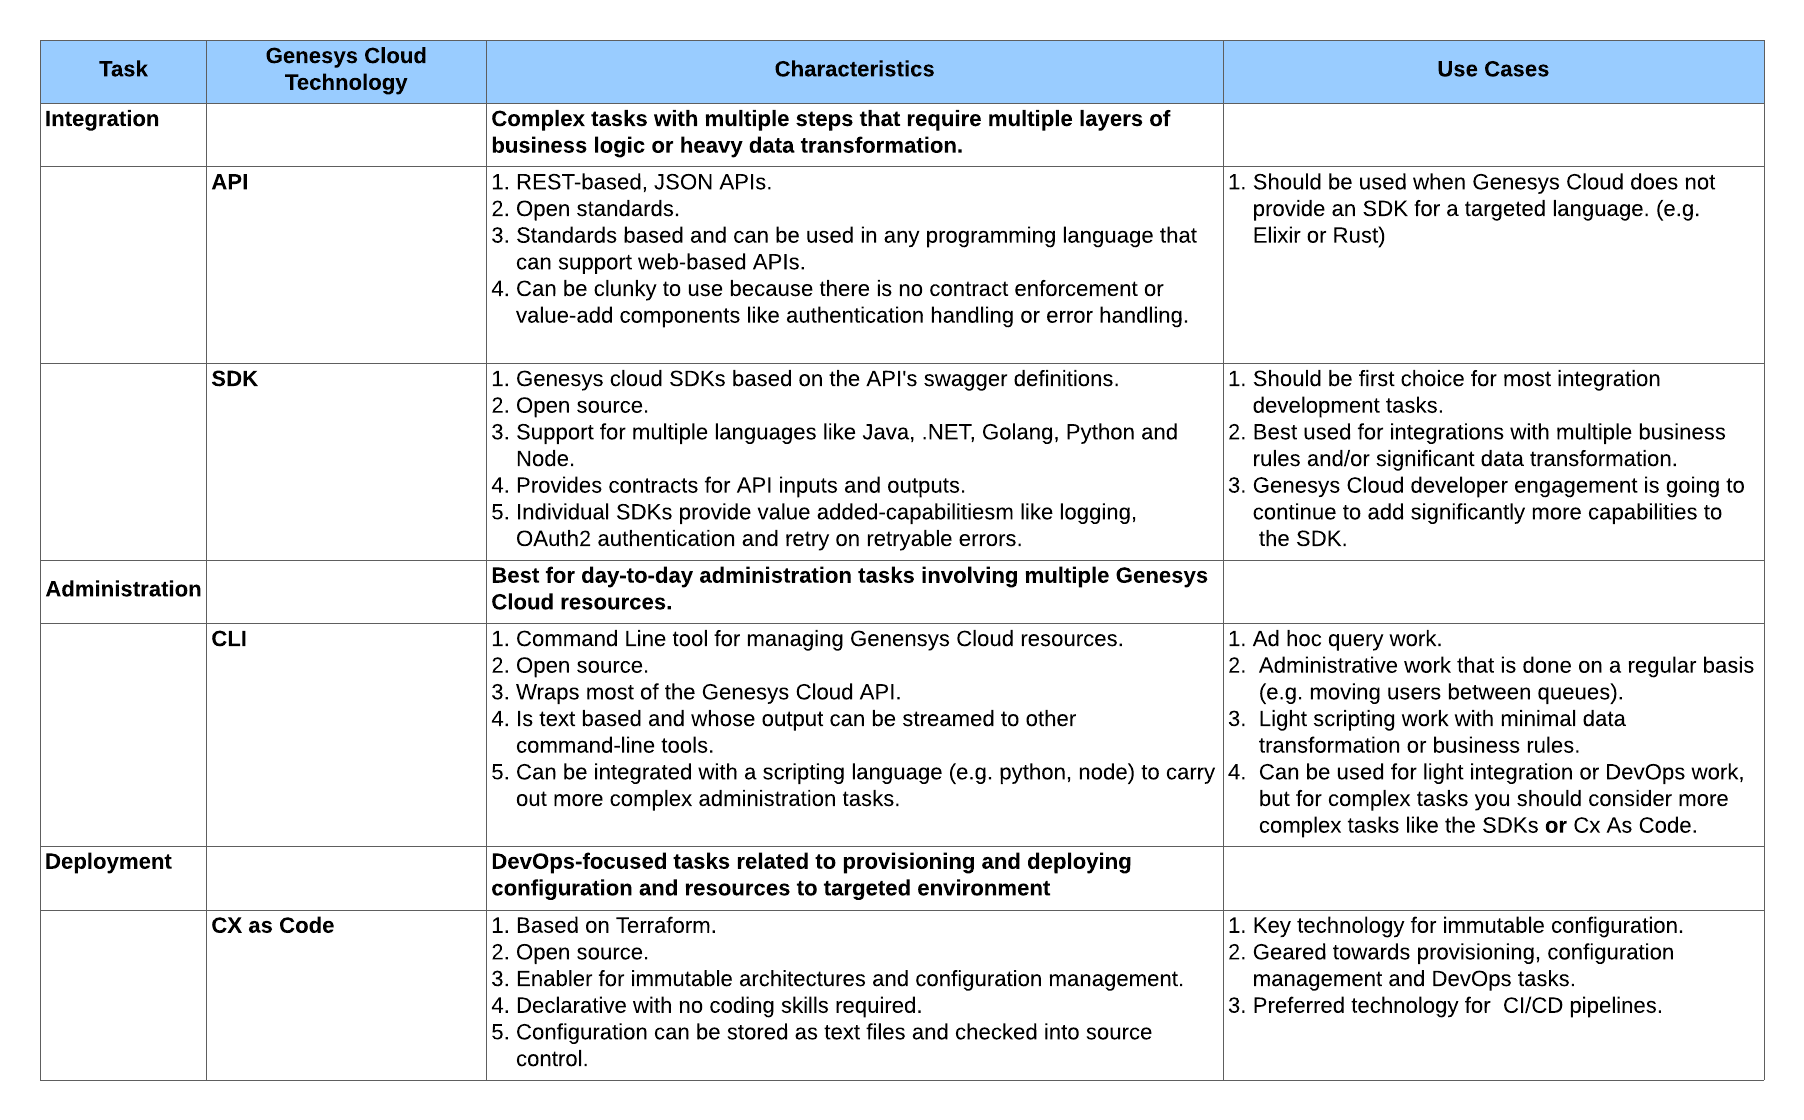 Task
Genesys Cloud
Technology
Characteristics
Use Cases
Integration
Complex tasks with multiple steps that require multiple layers of
business logic or heavy data transformation.
API
1. REST-based, JSON APIs.
2. Open standards.
3. Standards based and can be used in any programming language that
can support web-based APIs.
4. Can be clunky to use because there is no contract enforcement or
value-add components like authentication handling or error handling.
1. Should be used when Genesys Cloud does not
provide an SDK for a targeted language. (e.g.
Elixir or Rust)
SDK
1. Genesys cloud SDKs based on the API's swagger definitions.
2. Open source.
3. Support for multiple languages like Java, .NET, Golang, Python and
Node.
4. Provides contracts for API inputs and outputs.
5. Individual SDKs provide value added-capabilitiesm like logging,
OAuth2 authentication and retry on retryable errors.
1. Should be first choice for most integration
development tasks.
2. Best used for integrations with multiple business
rules and/or significant data transformation.
3. Genesys Cloud developer engagement is going to
continue to add significantly more capabilities to
the SDK.
Administration
Best for day-to-day administration tasks involving multiple Genesys
Cloud resources.
CLI
1. Command Line tool for managing Genensys Cloud resources.
2. Open source.
3. Wraps most of the Genesys Cloud API.
4. Is text based and whose output can be streamed to other
command-line tools.
5. Can be integrated with a scripting language (e.g. python, node) to carry
out more complex administration tasks.
1. Ad hoc query work.
2. Administrative work that is done on a regular basis
(e.g. moving users between queues).
3. Light scripting work with minimal data
transformation or business rules.
4. Can be used for light integration or DevOps work,
but for complex tasks you should consider more
complex tasks like the SDKs or Cx As Code.
Deployment
DevOps-focused tasks related to provisioning and deploying
configuration and resources to targeted environment
CX as Code
1. Based on Terraform.
2. Open source.
3. Enabler for immutable architectures and configuration management.
4. Declarative with no coding skills required.
5. Configuration can be stored as text files and checked into source
control.
1. Key technology for immutable configuration.
2. Geared towards provisioning, configuration
management and DevOps tasks.
3. Preferred technology for CI/CD pipelines.